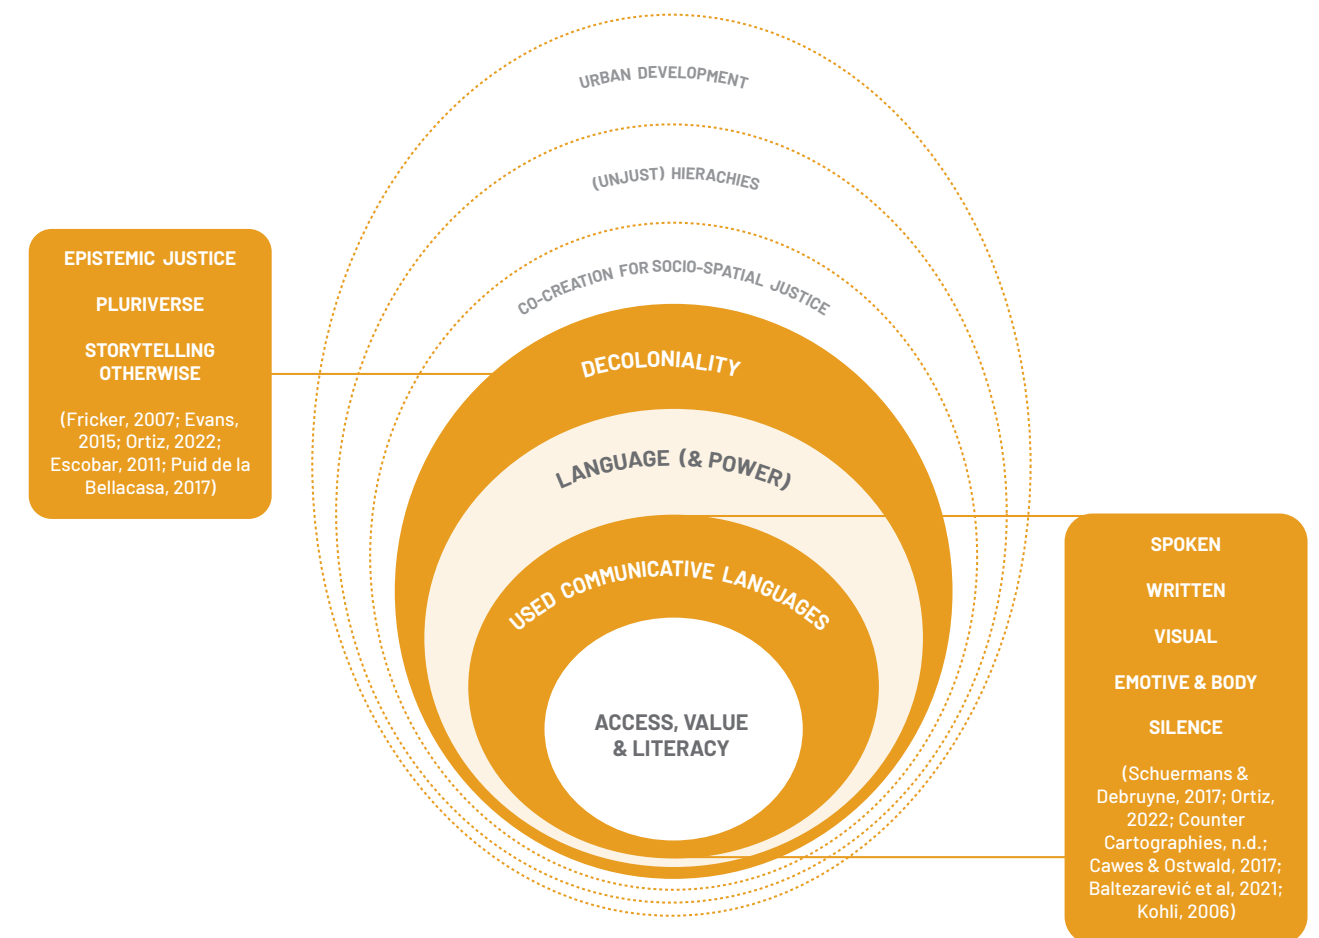 URBAN DEVELOPMENT
(UNJUST) HIERACHIES
CO-CREATION FOR SOCIO-SPATIAL JUSTICE
DECOLONIALITY
LANGUAGE (& POWER)
USED COMMUNICATIVE LANGUAGES
ACCESS, VALUE
& LITERACY
EPISTEMIC JUSTICE
PLURIVERSE
STORYTELLING
OTHERWISE
(Fricker, 2007; Evans,
2015; Ortiz, 2022;
Escobar, 2011; Puid de la
Bellacasa, 2017)
SPOKEN
WRITTEN
VISUAL
EMOTIVE & BODY
SILENCE
(Schuermans &
Debruyne, 2017; Ortiz,
2022; Counter
Cartographies, n.d.;
Cawes & Ostwald, 2017;
Baltezarević et al, 2021;
Kohli, 2006)